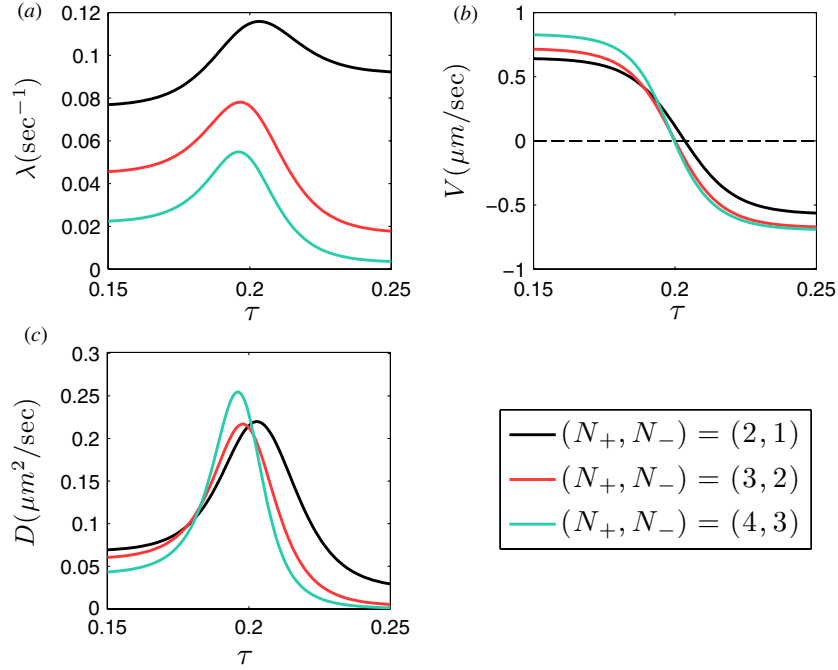 (a)
0.12
0.1
0.08
0.06
0.04
0.02
0
λ(sec⁻¹)
0.15 0.2 0.25
τ
(b)
1
0.5
0
−0.5
−1
V(μm/sec)
0.15 0.2 0.25
τ
(c)
0.3
0.25
0.2
0.15
0.1
0.05
0
D(μm²/sec)
0.15 0.2 0.25
τ
(N₊, N₋) = (2, 1)
(N₊, N₋) = (3, 2)
(N₊, N₋) = (4, 3)